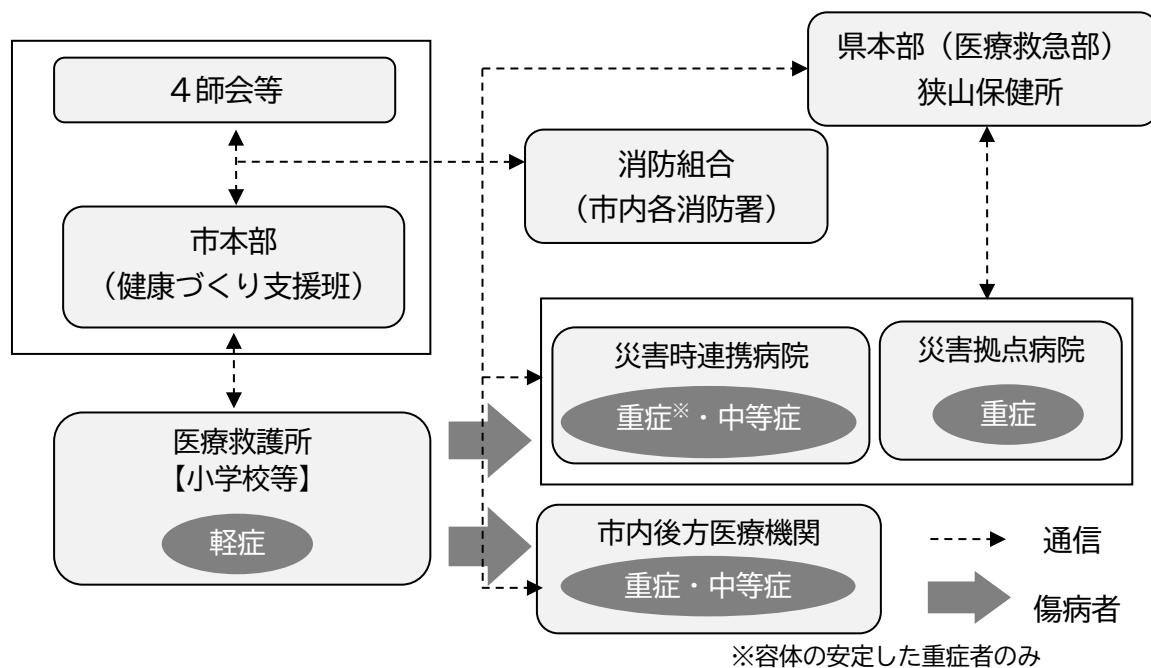 ４師会等
市本部
（健康づくり支援班）
医療救護所
【小学校等】
軽症
県本部（医療救急部）
狭山保健所
消防組合
（市内各消防署）
災害時連携病院
重症※・中等症
災害拠点病院
重症
市内後方医療機関
重症・中等症
通信
傷病者
※容体の安定した重症者のみ